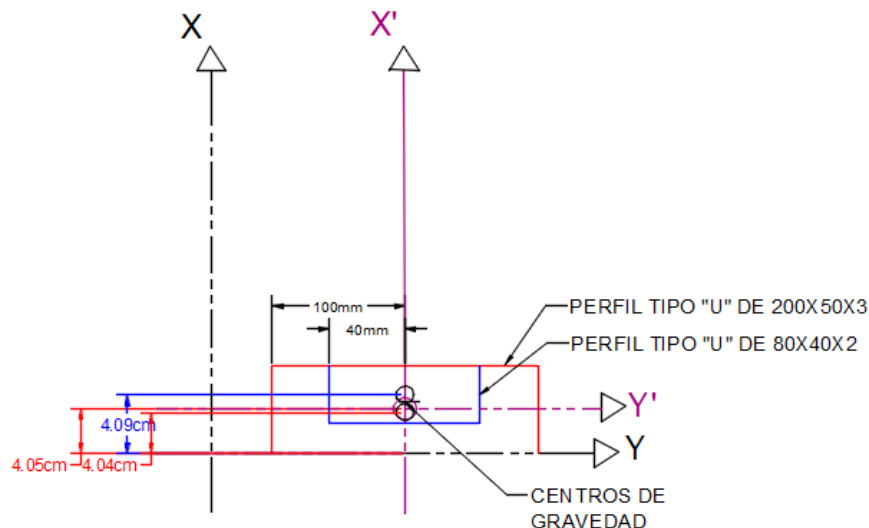 X
X'
100mm
40mm
PERFIL TIPO "U" DE 200X50X3
PERFIL TIPO "U" DE 80X40X2
Y'
4.09cm
Y
4.05cm
4.04cm
CENTROS DE
GRAVEDAD